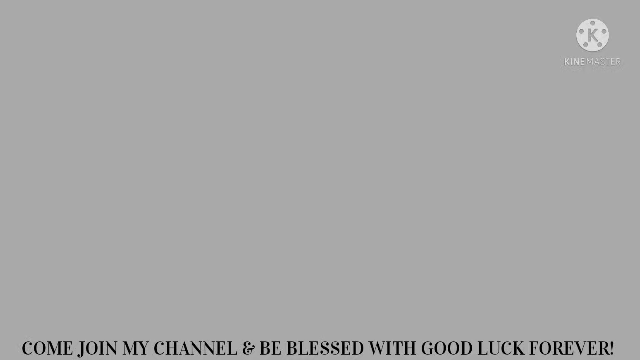 K
KINEMASTER
COME JOIN MY CHANNEL & BE BLESSED WITH GOOD LUCK FOREVER!